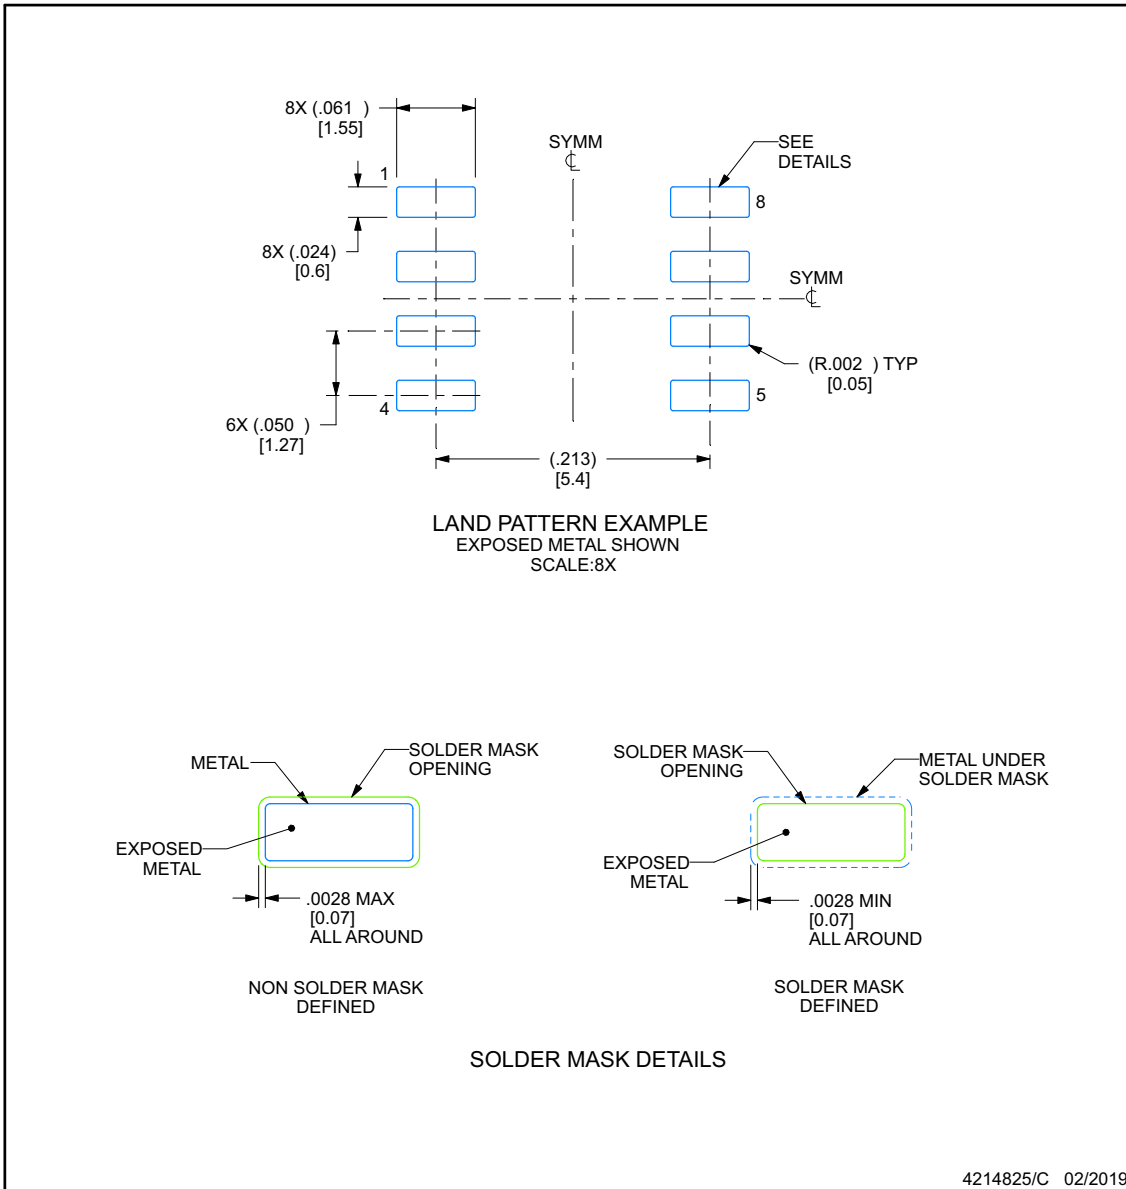 8X (.061 )
[1.55]
SYMM
SEE
DETAILS
1
8
8X (.024)
[0.6]
SYMM
(R.002 ) TYP
[0.05]
4
5
6X (.050 )
[1.27]
(.213)
[5.4]
LAND PATTERN EXAMPLE
EXPOSED METAL SHOWN
SCALE:8X
METAL
SOLDER MASK
OPENING
EXPOSED
METAL
.0028 MAX
[0.07]
ALL AROUND
NON SOLDER MASK
DEFINED
SOLDER MASK
OPENING
METAL UNDER
SOLDER MASK
EXPOSED
METAL
.0028 MIN
[0.07]
ALL AROUND
SOLDER MASK
DEFINED
SOLDER MASK DETAILS
4214825/C 02/2019